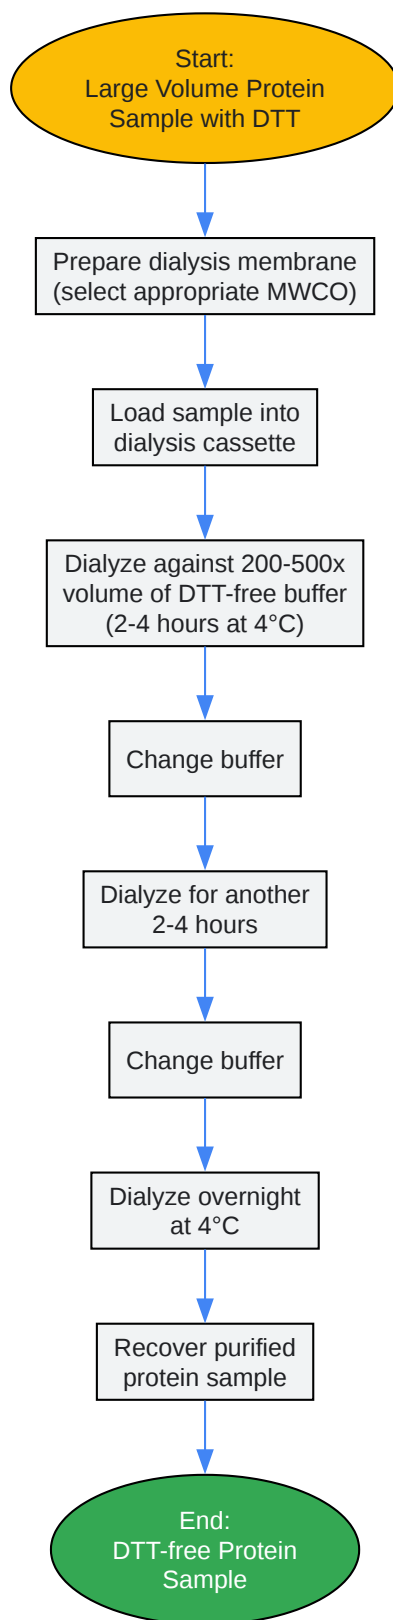 Start:
Large Volume Protein
Sample with DTT
Prepare dialysis membrane
(select appropriate MWCO)
Load sample into
dialysis cassette
Dialyze against 200-500x
volume of DTT-free buffer
(2-4 hours at 4°C)
Change buffer
Dialyze for another
2-4 hours
Change buffer
Dialyze overnight
at 4°C
Recover purified
protein sample
End:
DTT-free Protein
Sample